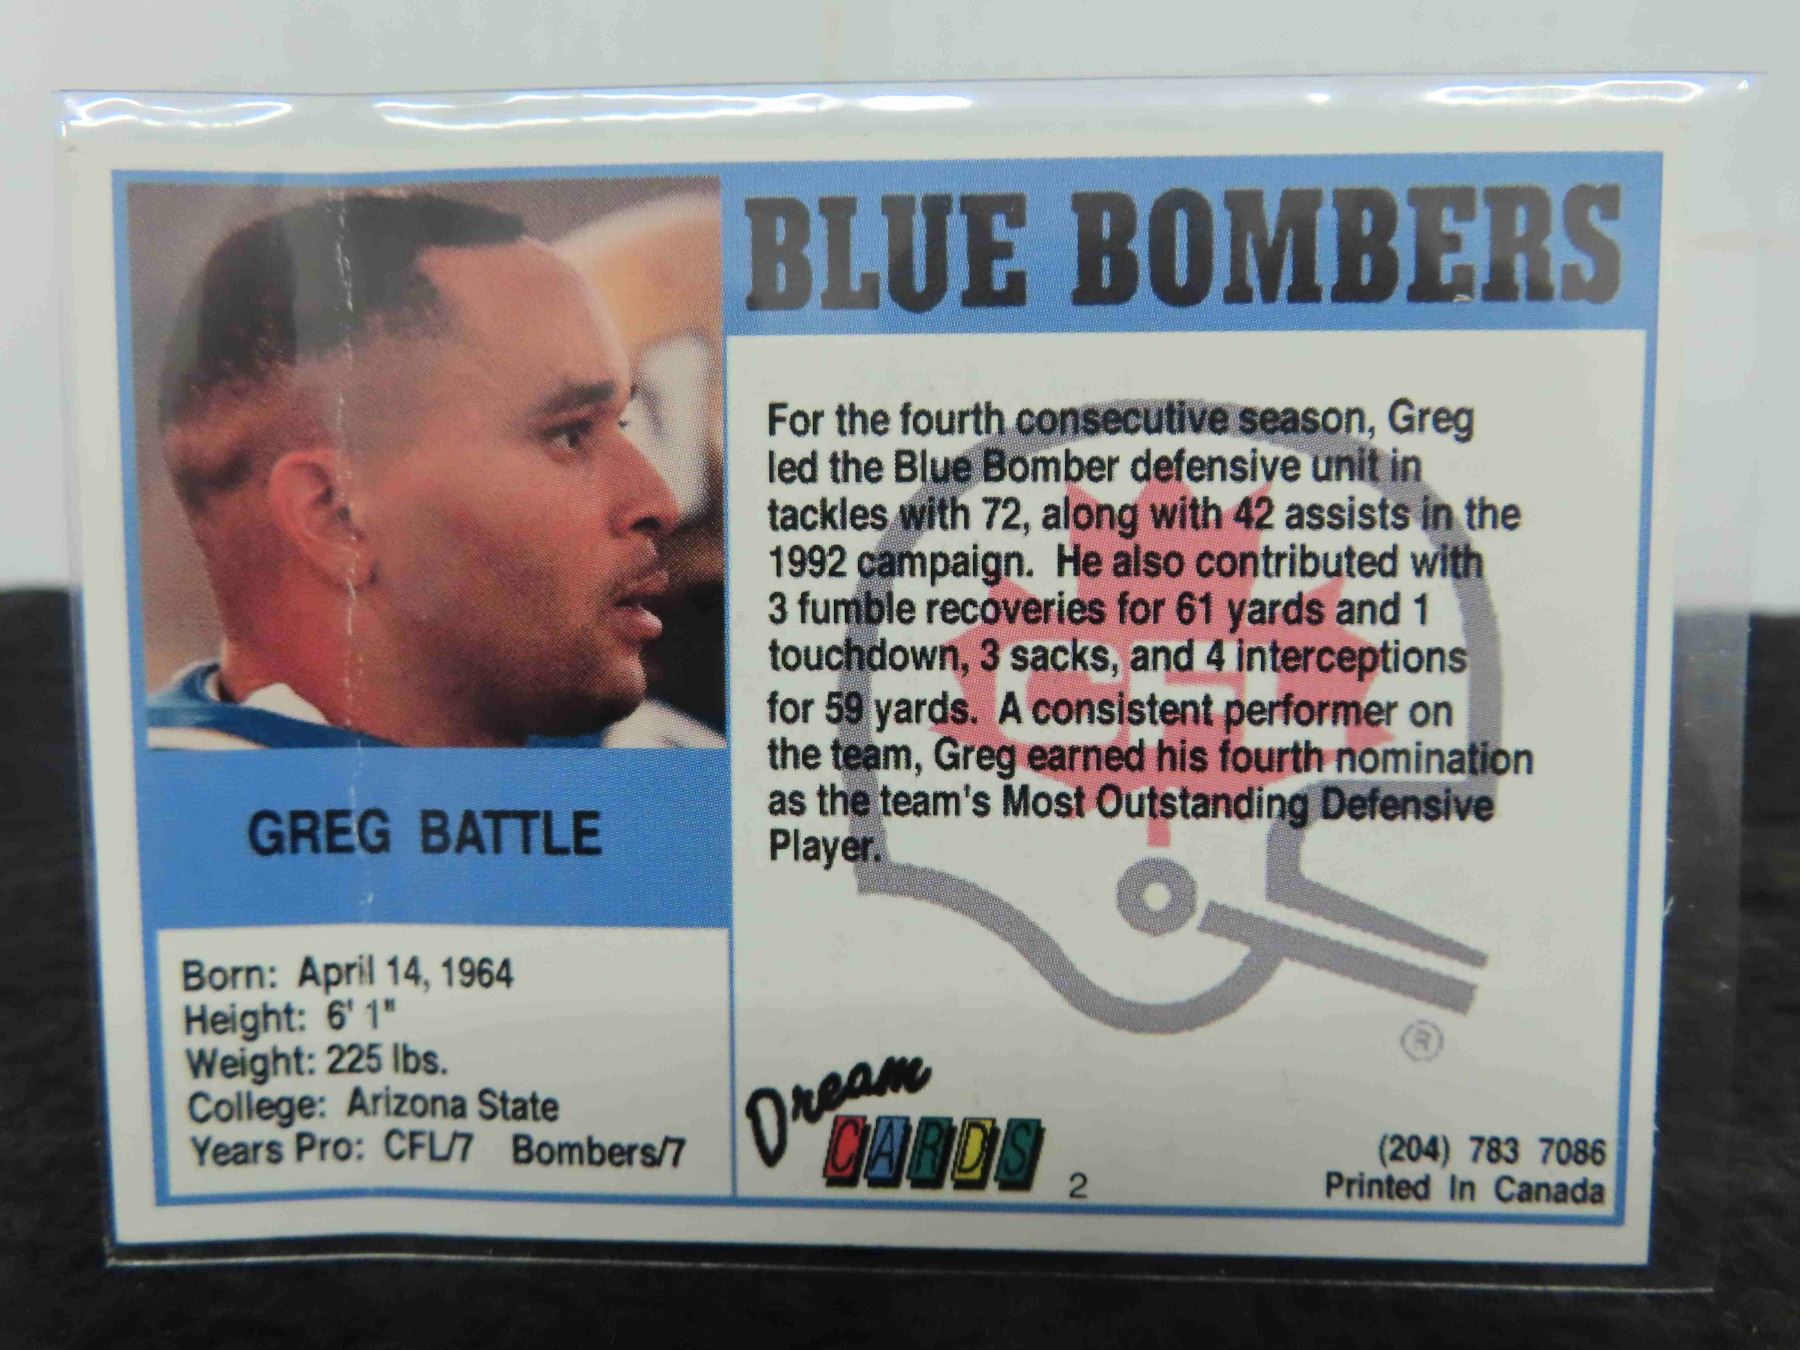 BLUE BOMBERS
For the fourth consecutive season, Greg
led the Blue Bomber defensive unit in
tackles with 72, along with 42 assists in the
1992 campaign. He also contributed with
3 fumble recoveries for 61 yards and 1
touchdown, 3 sacks, and 4 interceptions
for 59 yards. A consistent performer on
the team, Greg earned his fourth nomination
as the team's Most Outstanding Defensive
Player.
CFL
GREG BATTLE
Born: April 14, 1964
Height: 6' 1"
Weight: 225 lbs.
College: Arizona State
Years Pro: CFL/7 Bombers/7
Dream
CARDS
2
®
(204) 783 7086
Printed In Canada